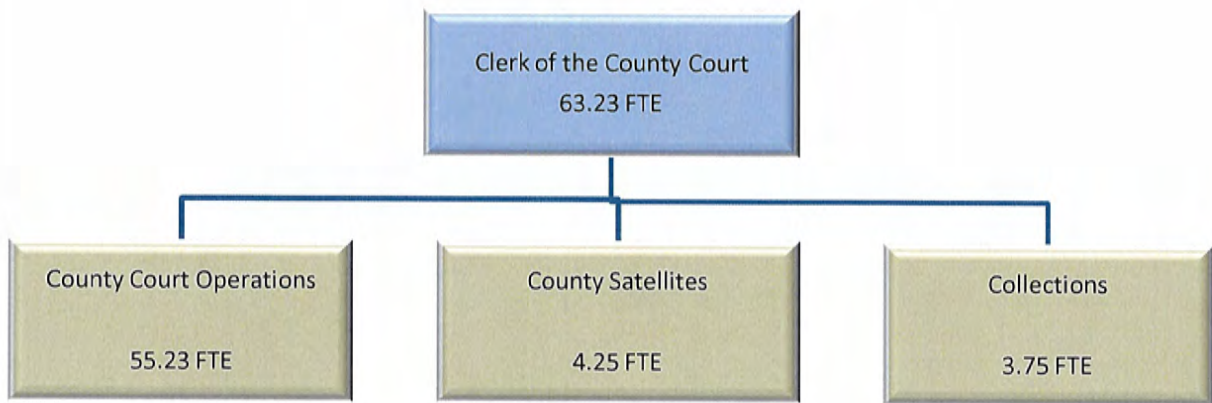 Clerk of the County Court
63.23 FTE
County Court Operations
55.23 FTE
County Satellites
4.25 FTE
Collections
3.75 FTE